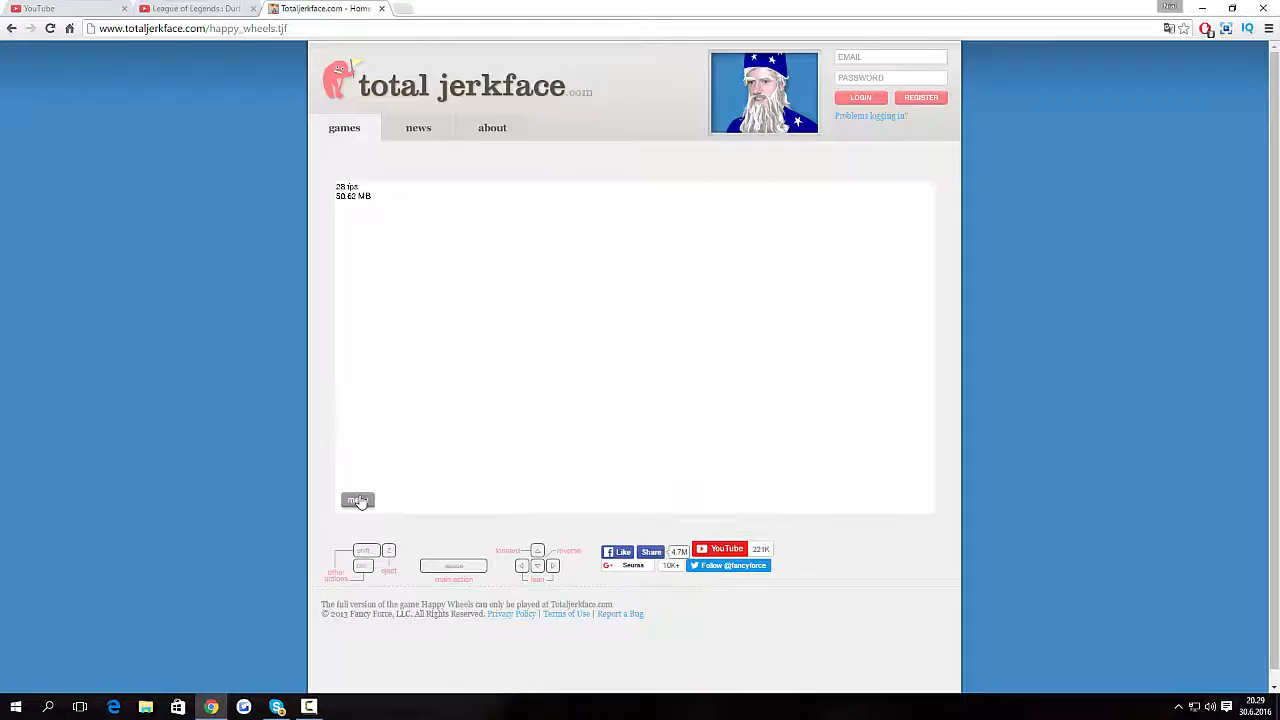 YouTube
League of Legends : Duri
Totaljerkface.com - Hom
www.totaljerkface.com/happy_wheels.tjf
total jerkface.com
EMAIL
PASSWORD
LOGIN
REGISTER
Problems logging in?
games
news
about
28 fps
50.62 MB
shift
Z
ctrl
eject
other
actions
space
main action
forward
reverse
lean
Like
Share
4.7M
YouTube
221K
G+
Seuraa
10K+
Follow @fancyforce
The full version of the game Happy Wheels can only be played at Totaljerkface.com
© 2013 Fancy Force, LLC. All Rights Reserved. Privacy Policy | Terms of Use | Report a Bug
20.29
30.6.2016